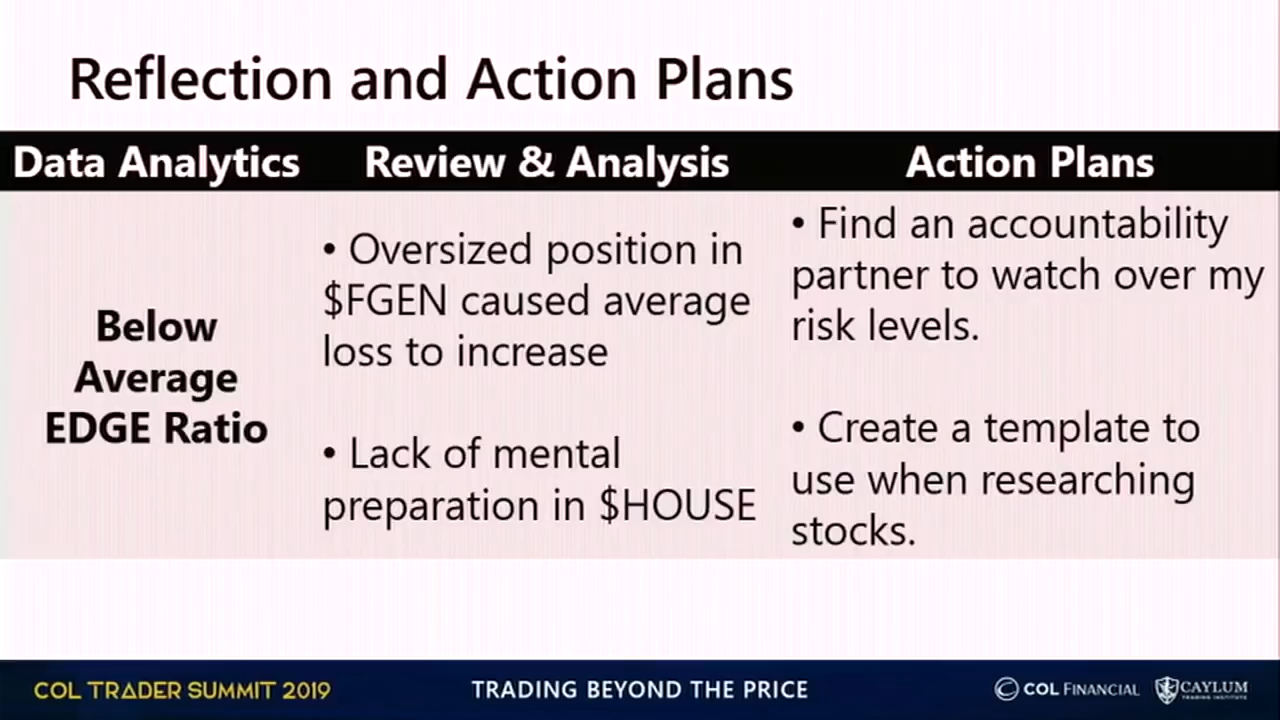 Reflection and Action Plans
Data Analytics
Review & Analysis
Action Plans
Below
Average
EDGE Ratio
• Oversized position in
$FGEN caused average
loss to increase
• Lack of mental
preparation in $HOUSE
• Find an accountability
partner to watch over my
risk levels.
• Create a template to
use when researching
stocks.
COL TRADER SUMMIT 2019
TRADING BEYOND THE PRICE
COL FINANCIAL
CAYLUM
TRADING INSTITUTE